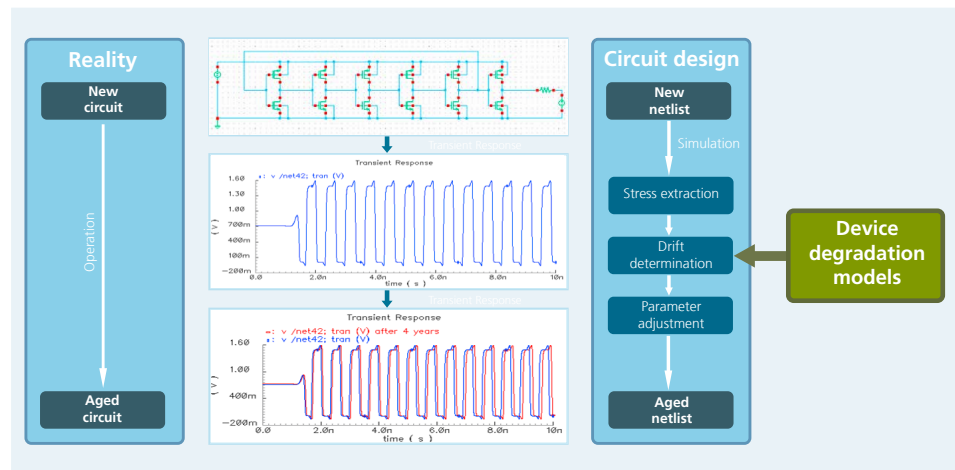 Reality
New
circuit
Operation
Aged
circuit
Transient Response
Transient Response
v /net42; tran (V)
1.60
1.30
1.00
700m
400m
100m
-200m
(V)
0.0
2.0n
4.0n
6.0n
8.0n
10n
time ( s )
Transient Response
Transient Response
v /net42; tran (V) after 4 years
v /net42; tran (V)
1.60
1.00
400m
-200m
(V)
0.0
2.0n
4.0n
6.0n
8.0n
10n
time ( s )
Circuit design
New
netlist
Simulation
Stress extraction
Drift
determination
Parameter
adjustment
Aged
netlist
Device
degradation
models